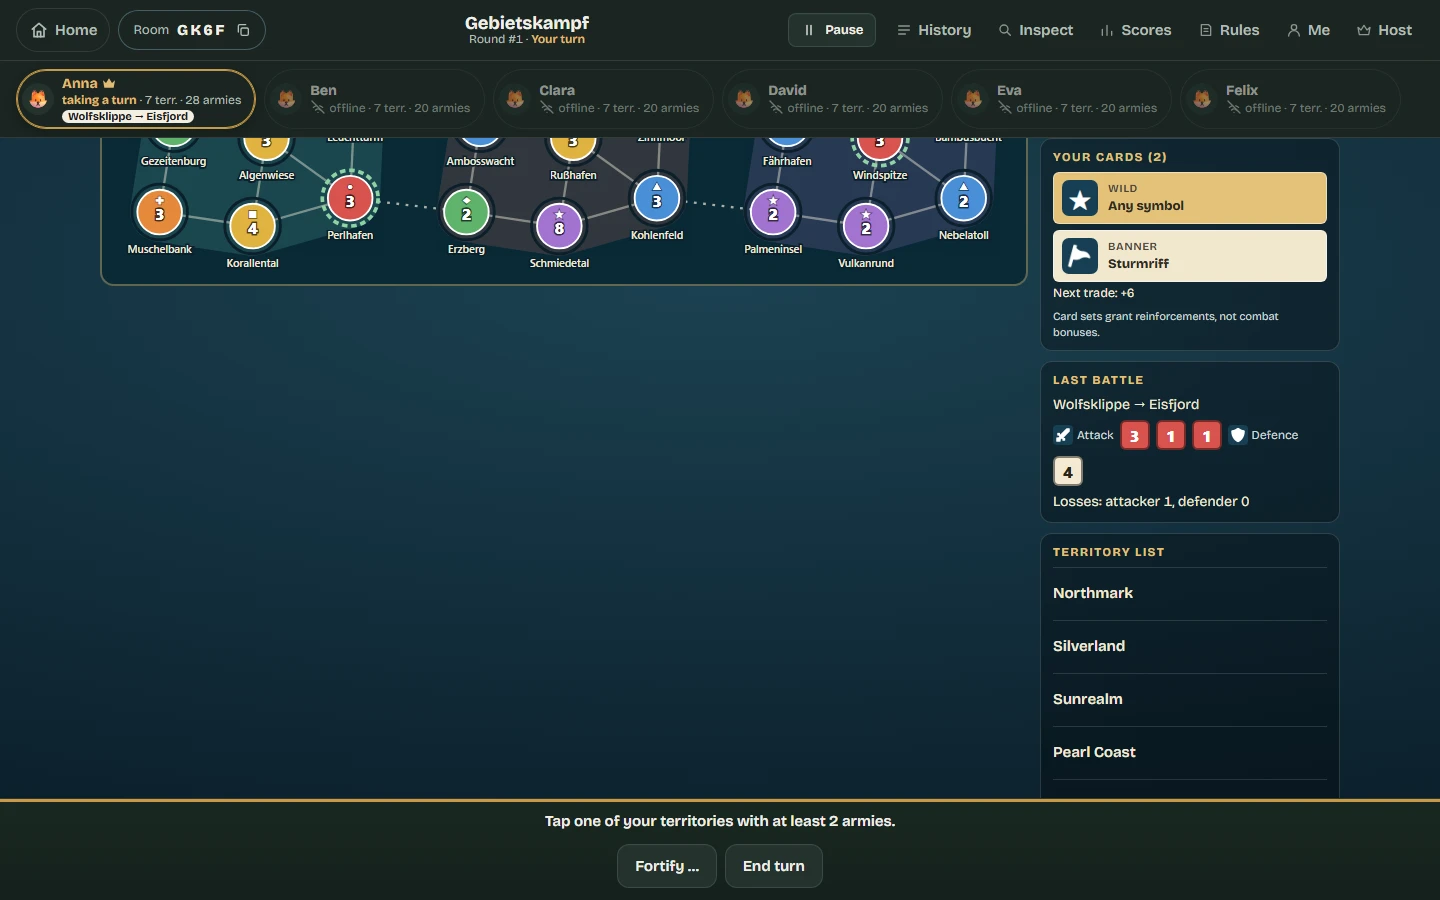 Home
Room GK6F
Gebietskampf
Round #1 · Your turn
Pause
History
Inspect
Scores
Rules
Me
Host
Anna
taking a turn · 7 terr. · 28 armies
Wolfsklippe → Eisfjord
Ben
offline · 7 terr. · 20 armies
Clara
offline · 7 terr. · 20 armies
David
offline · 7 terr. · 20 armies
Eva
offline · 7 terr. · 20 armies
Felix
offline · 7 terr. · 20 armies
3
Leuchtturm
3
Zinnmoor
3
Bambusbucht
Gezeitenburg
Algenwiese
Ambosswacht
Rußhafen
Fährhafen
Windspitze
3
4
3
2
8
3
2
2
2
Muschelbank
Korallental
Perlhafen
Erzberg
Schmiedetal
Kohlenfeld
Palmeninsel
Vulkanrund
Nebelatoll
YOUR CARDS (2)
WILD
Any symbol
BANNER
Sturmriff
Next trade: +6
Card sets grant reinforcements, not combat
bonuses.
LAST BATTLE
Wolfsklippe → Eisfjord
Attack 3 1 1 Defence
4
Losses: attacker 1, defender 0
TERRITORY LIST
Northmark
Silverland
Sunrealm
Pearl Coast
Tap one of your territories with at least 2 armies.
Fortify ...
End turn